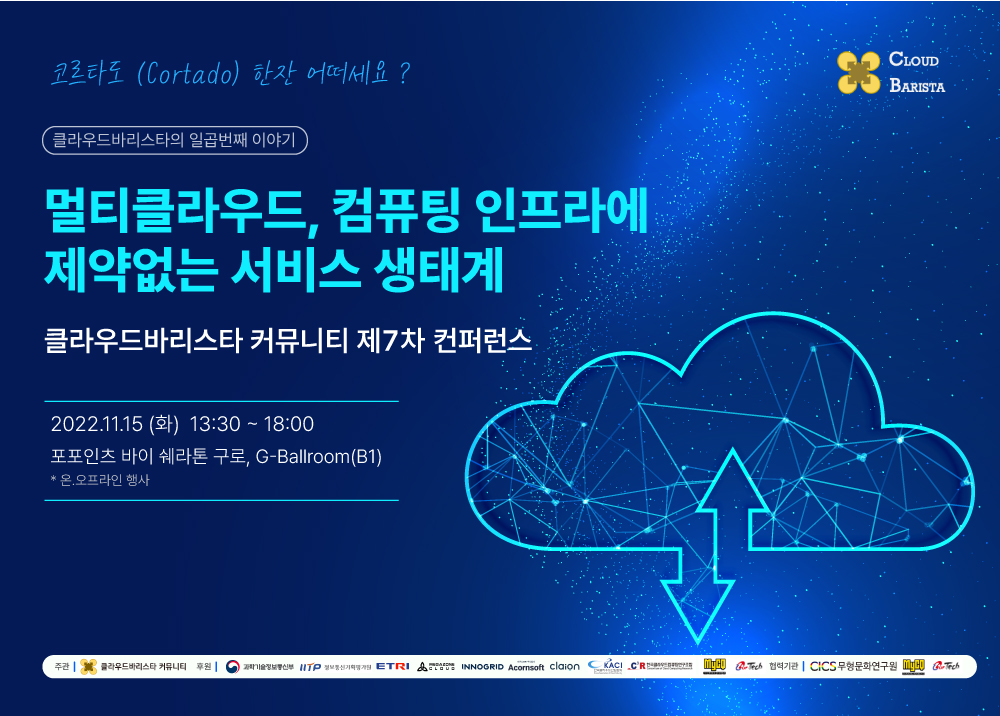 코르타도 (Cortado) 한잔 어떠세요 ?
CLOUD
BARISTA
클라우드바리스타의 일곱번째 이야기
멀티클라우드, 컴퓨팅 인프라에
제약없는 서비스 생태계
클라우드바리스타 커뮤니티 제7차 컨퍼런스
2022.11.15 (화) 13:30 ~ 18:00
포포인츠 바이 쉐라톤 구로, G-Ballroom(B1)
* 온.오프라인 행사
주관 | 클라우드바리스타 커뮤니티 후원 | 과학기술정보통신부 IITP 정보통신기획평가원 ETRI MEGAZONE CLOUD INNOGRID Acornsoft claion KACI 협력기관 | CICS 무형문화연구원